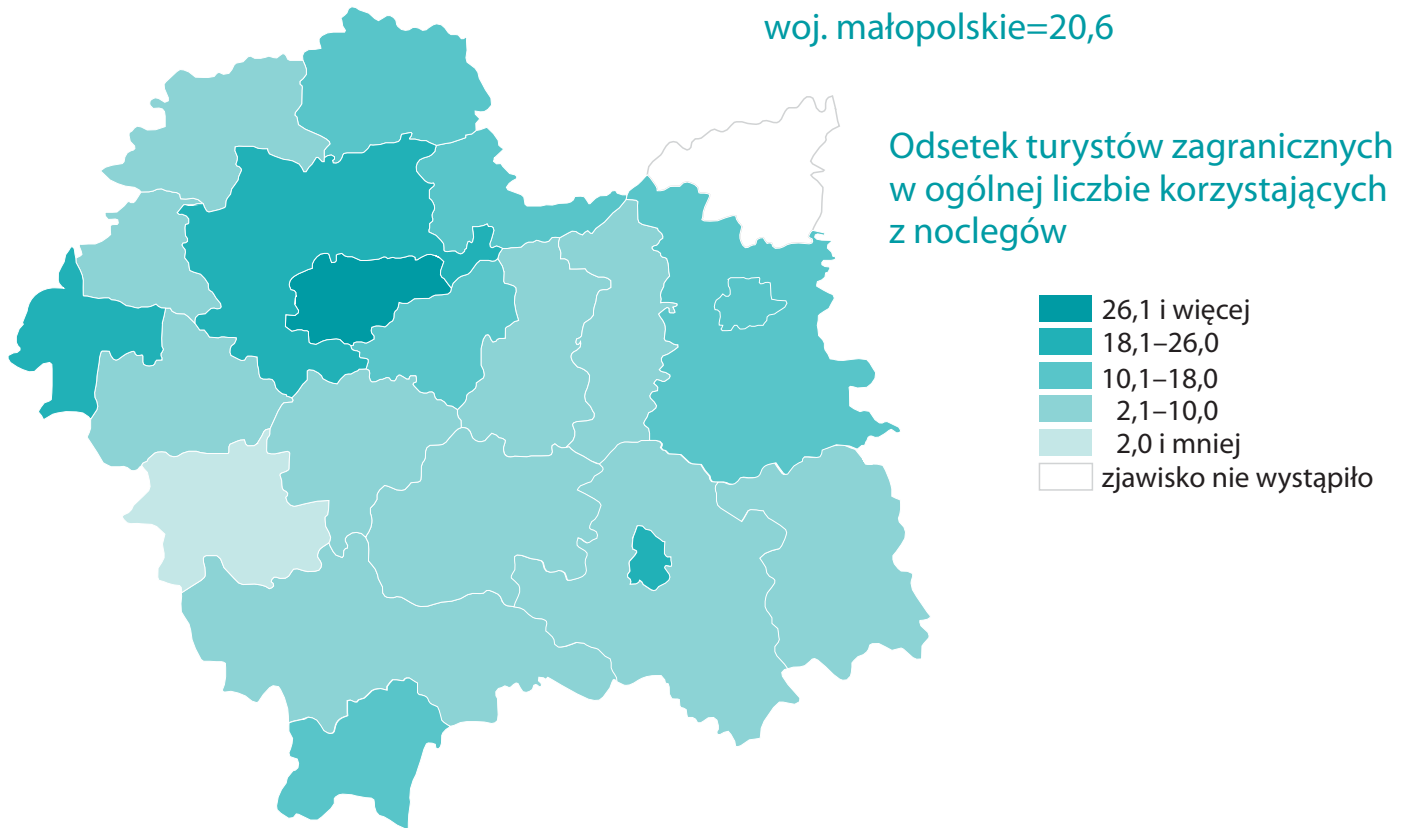 woj. małopolskie=20,6
Odsetek turystów zagranicznych
w ogólnej liczbie korzystających
z noclegów
26,1 i więcej
18,1–26,0
10,1–18,0
2,1–10,0
2,0 i mniej
zjawisko nie wystąpiło